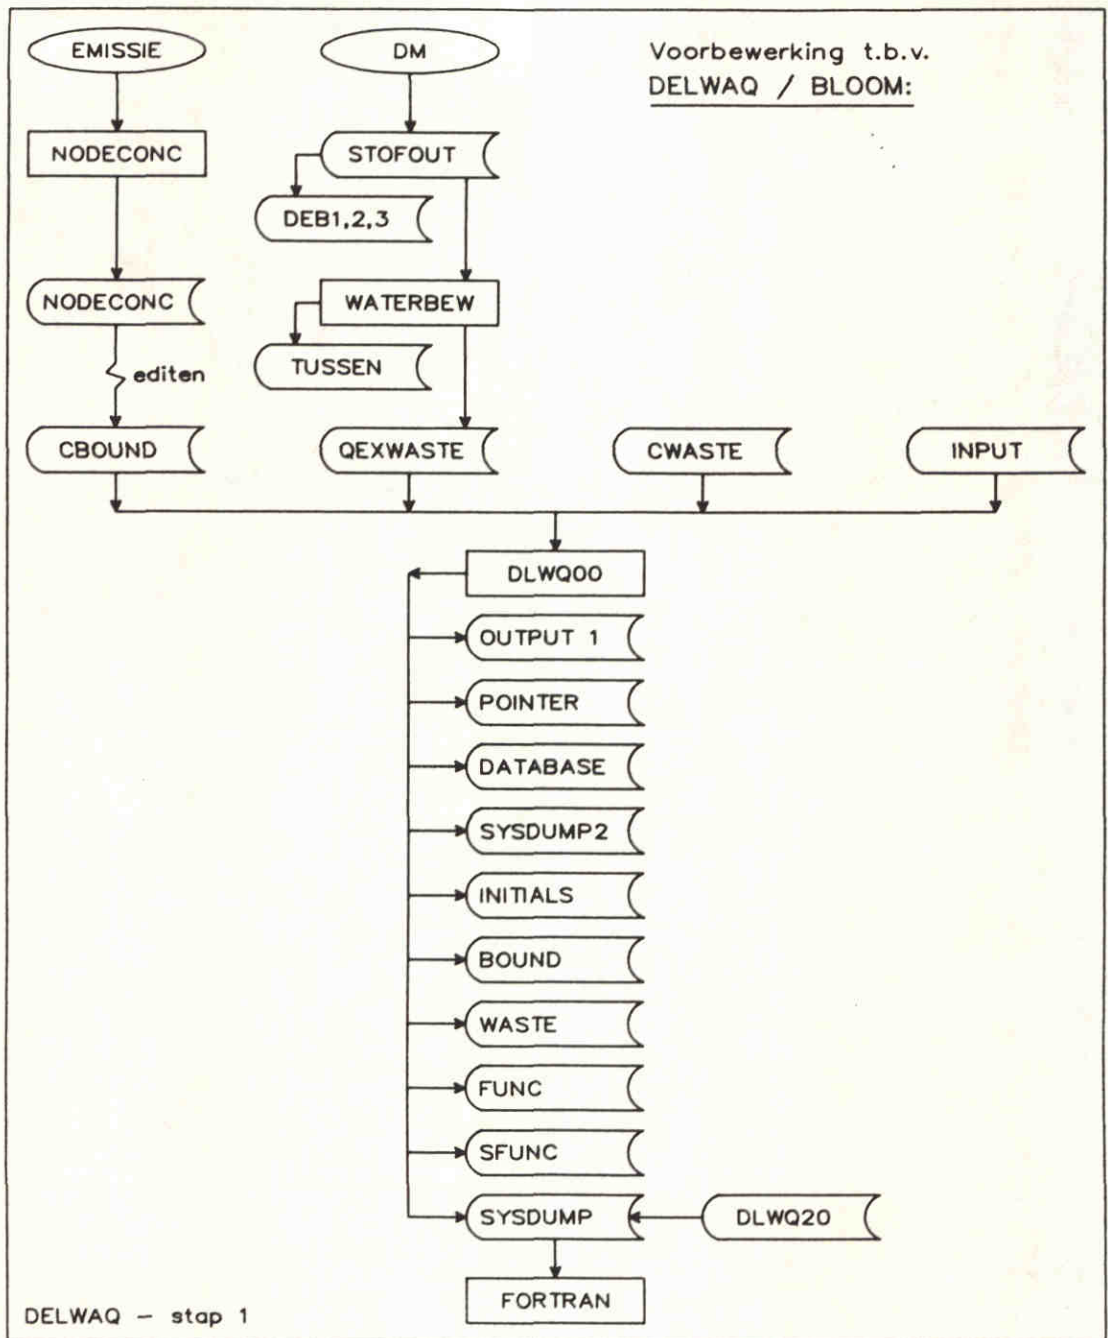 EMISSIE
DM
Voorbewerking t.b.v.
DELWAQ / BLOOM:
NODECONC
STOFOUT
DEB1,2,3
NODECONC
WATERBEW
TUSSEN
editen
CBOUND
QEXWASTE
CWASTE
INPUT
DLWQ00
OUTPUT 1
POINTER
DATABASE
SYSDUMP2
INITIALS
BOUND
WASTE
FUNC
SFUNC
SYSDUMP
DLWQ20
FORTRAN
DELWAQ – stap 1